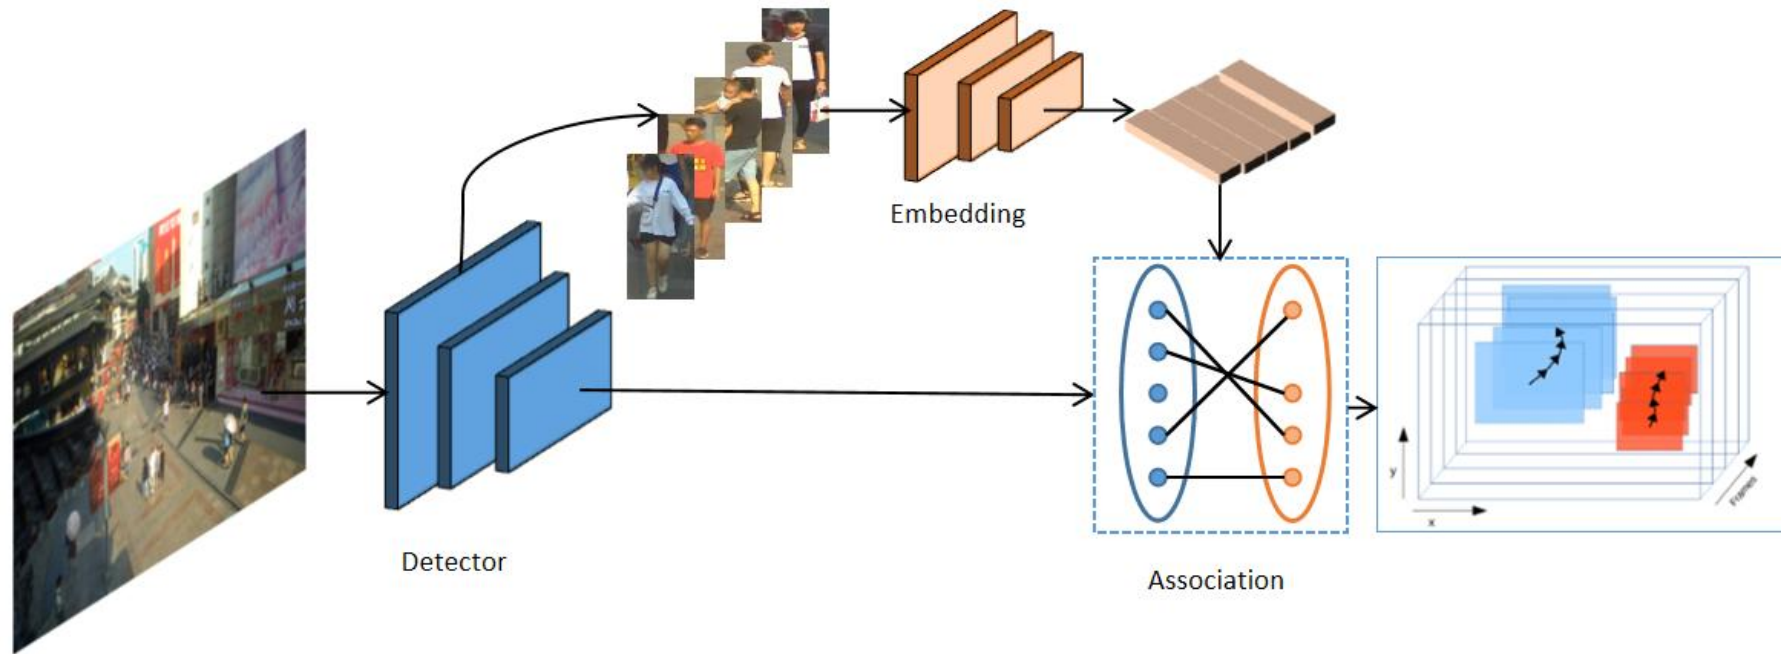 Embedding
Detector
Association
y
x
Frames